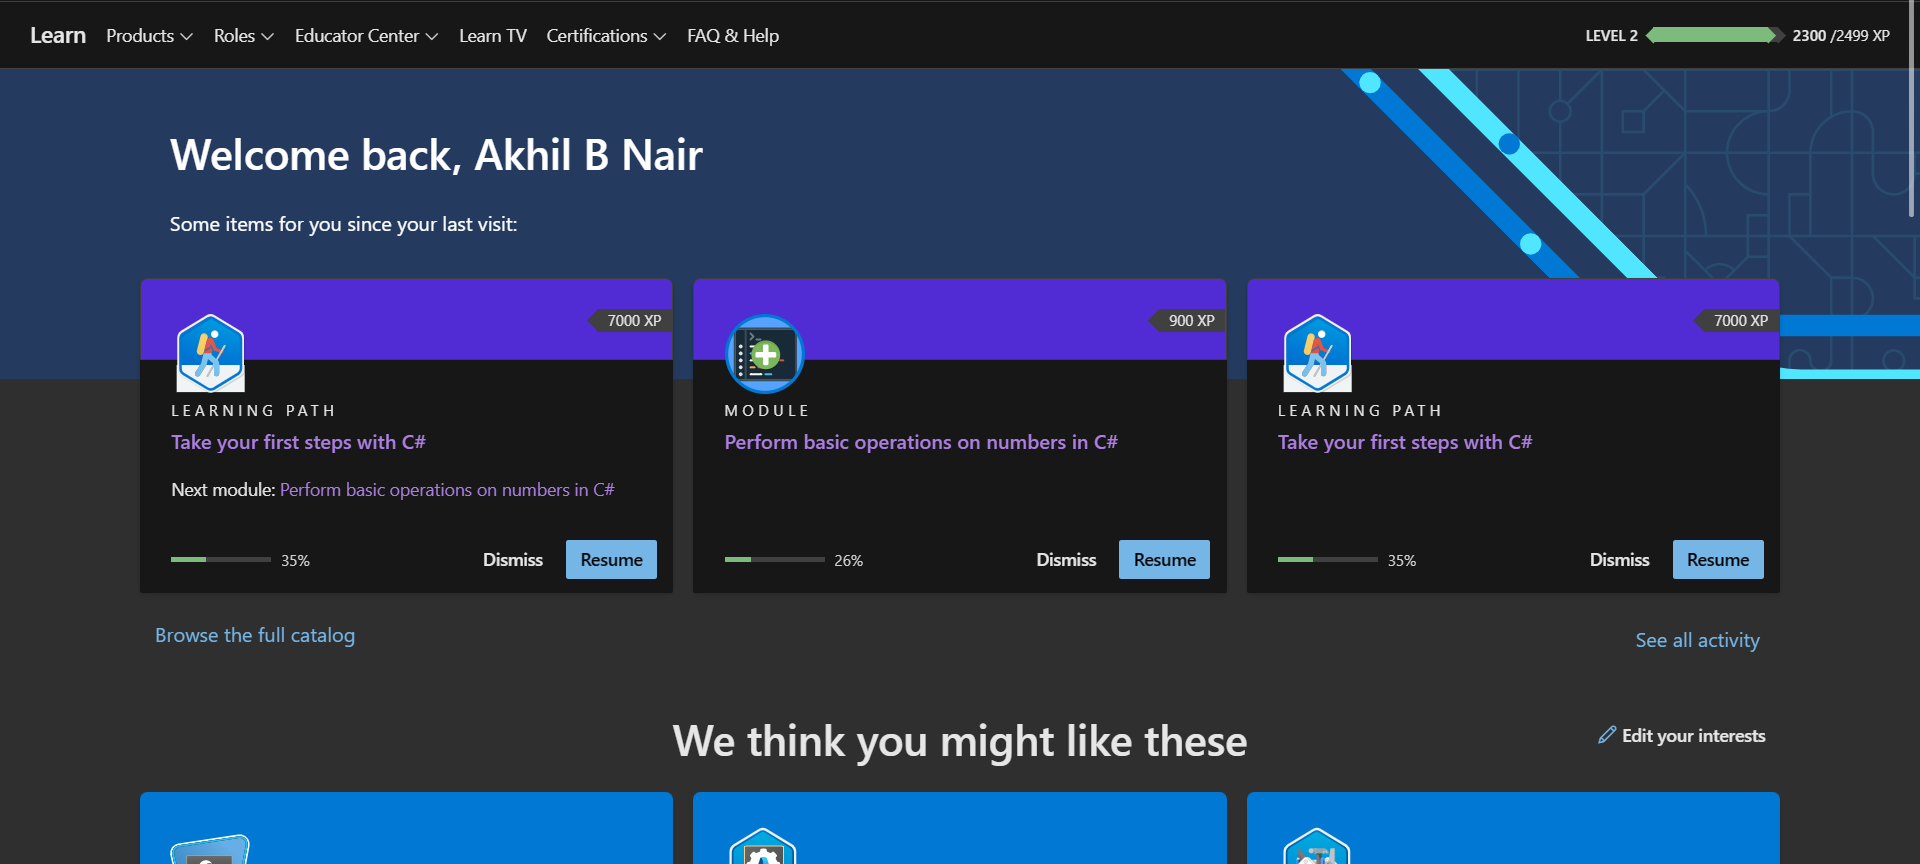 Learn Products Roles Educator Center Learn TV Certifications FAQ & Help LEVEL 2 2300 /2499 XP
Welcome back, Akhil B Nair
Some items for you since your last visit:
7000 XP
LEARNING PATH
Take your first steps with C#
Next module: Perform basic operations on numbers in C#
35% Dismiss Resume
900 XP
MODULE
Perform basic operations on numbers in C#
26% Dismiss Resume
7000 XP
LEARNING PATH
Take your first steps with C#
35% Dismiss Resume
Browse the full catalog
See all activity
We think you might like these
Edit your interests